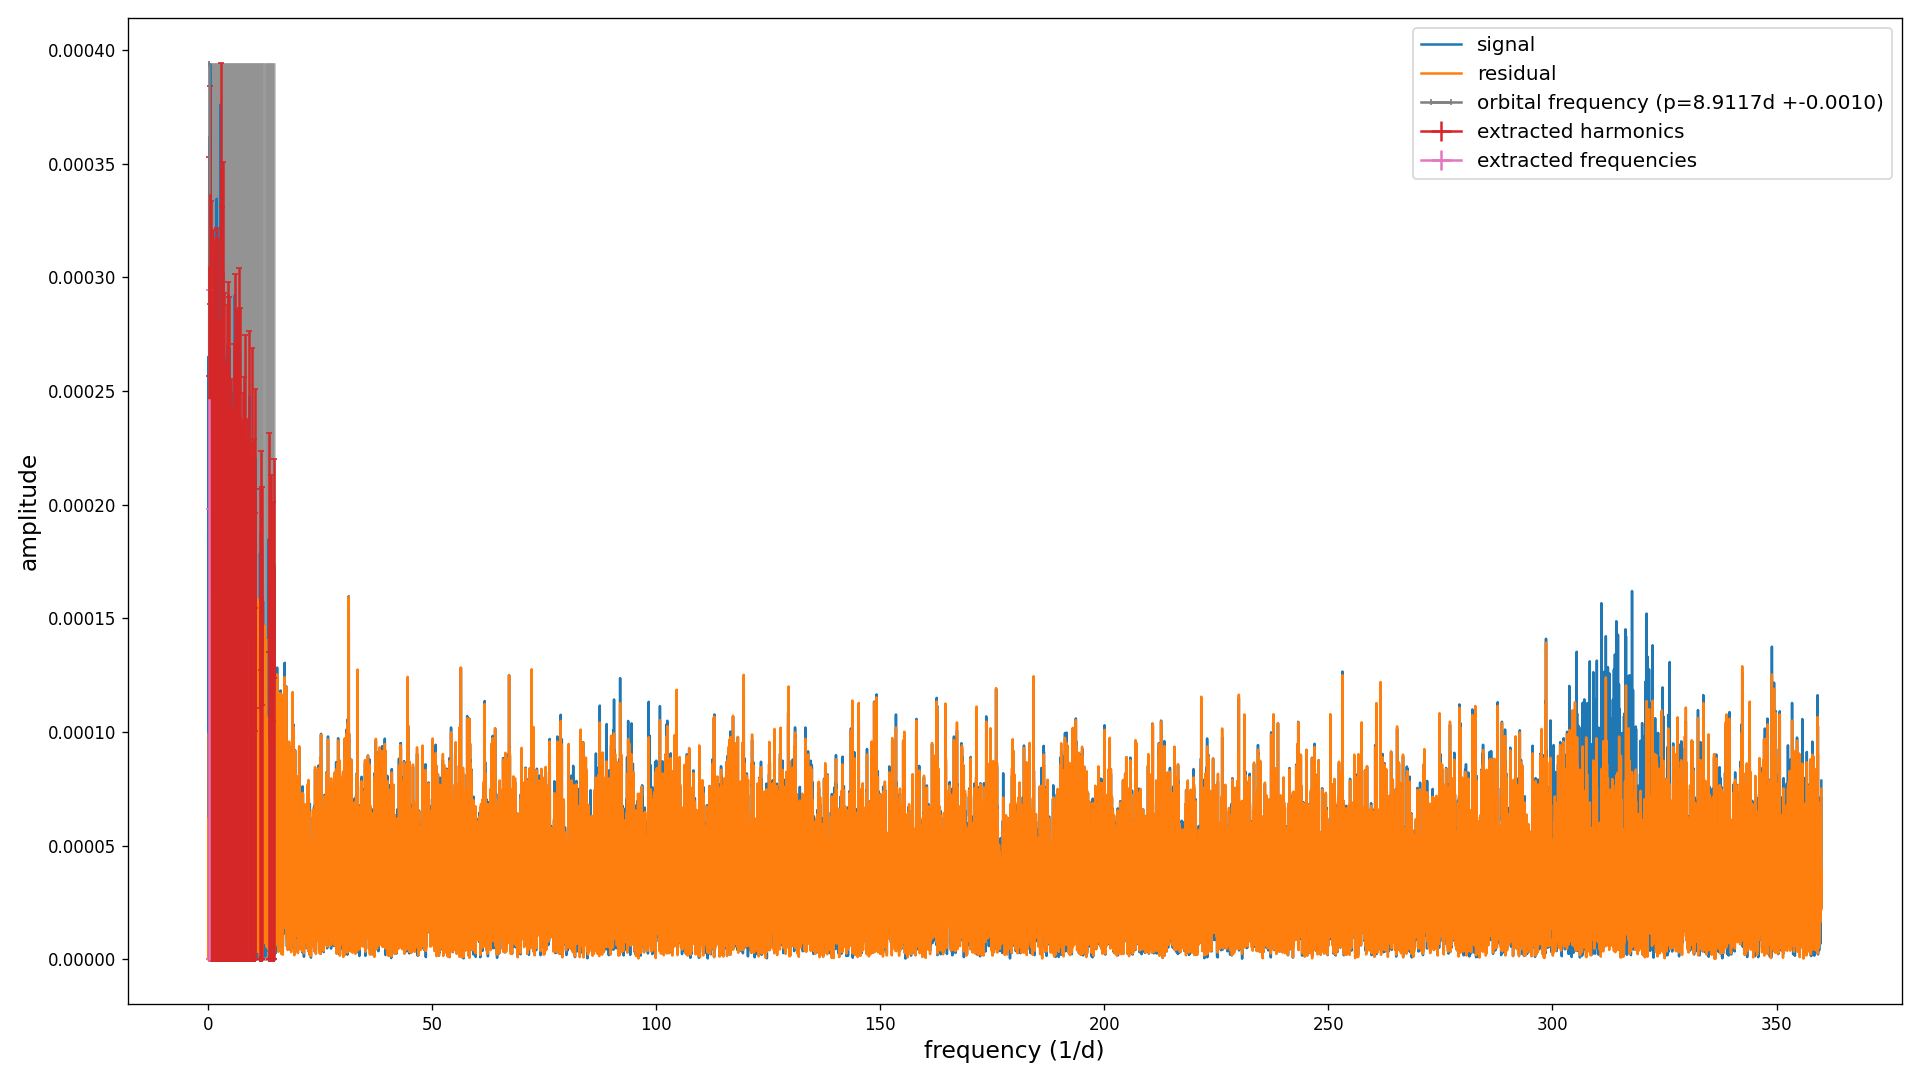 signal
residual
orbital frequency (p=8.9117d +-0.0010)
extracted harmonics
extracted frequencies
0.00040
0.00035
0.00030
0.00025
0.00020
0.00015
0.00010
0.00005
0.00000
amplitude
0 50 100 150 200 250 300 350
frequency (1/d)